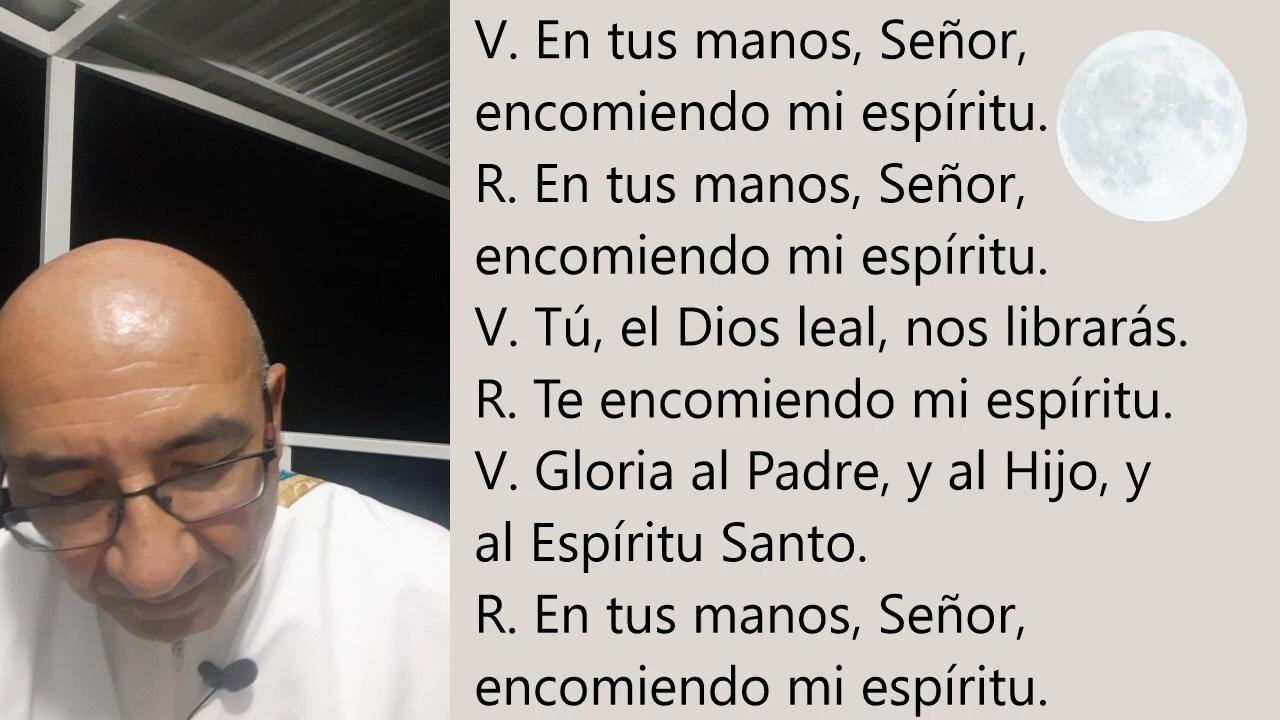 V. En tus manos, Señor,
encomiendo mi espíritu.
R. En tus manos, Señor,
encomiendo mi espíritu.
V. Tú, el Dios leal, nos librarás.
R. Te encomiendo mi espíritu.
V. Gloria al Padre, y al Hijo, y
al Espíritu Santo.
R. En tus manos, Señor,
encomiendo mi espíritu.